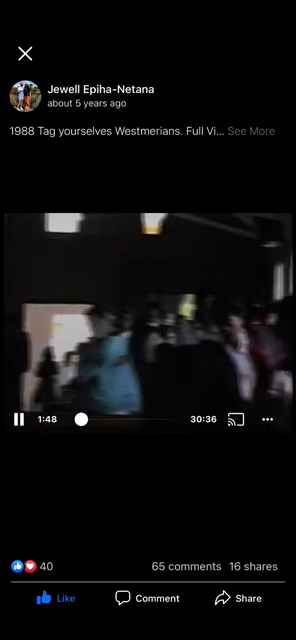 Jewell Epiha-Netana
about 5 years ago
1988 Tag yourselves Westmerians. Full Vi... See More
1:48 30:36
40 65 comments 16 shares
Like Comment Share